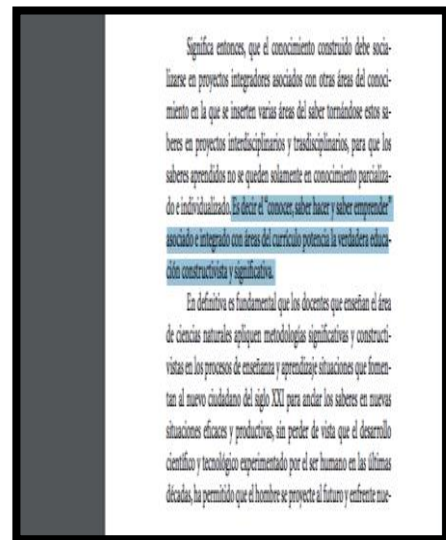 Significa entonces, que el conocimiento construido debe socia-
lizarse en proyectos integradores asociados con otras áreas del conoci-
miento en la que se inserten varias áreas del saber tornándose estos sa-
beres en proyectos interdisciplinarios y trasdisciplinarios, para que los
saberes aprendidos no se queden solamente en conocimiento parcializa-
do e individualizado. Es decir el "conocer, saber hacer y saber emprender"
asociado e integrado con áreas del currículo potencia la verdadera educa-
ción constructivista y significativa.
En definitiva es fundamental que los docentes que enseñan el área
de ciencias naturales apliquen metodologías significativas y constructi-
vistas en los procesos de enseñanza y aprendizaje situaciones que fomen-
tan al nuevo ciudadano del siglo XXI para anclar los saberes en nuevas
situaciones eficaces y productivas, sin perder de vista que el desarrollo
científico y tecnológico experimentado por el ser humano en las últimas
décadas, ha permitido que el hombre se proyecte al futuro y enfrente nue-